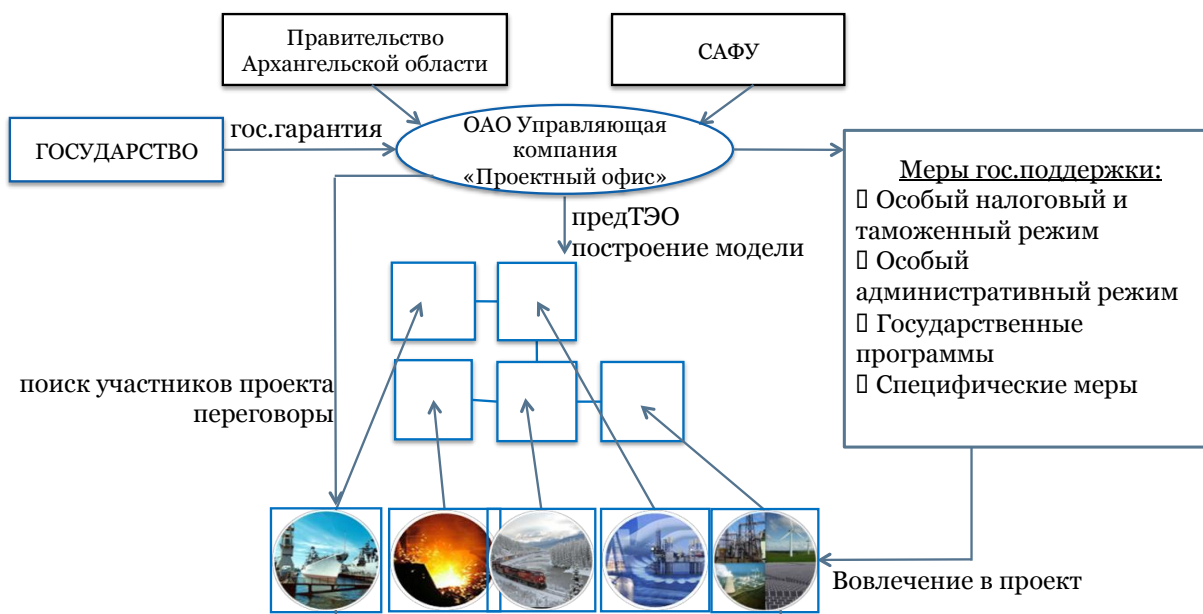 Правительство
Архангельской области
САФУ
ГОСУДАРСТВО
гос.гарантия
ОАО Управляющая
компания
«Проектный офис»
Меры гос.поддержки:
▯ Особый налоговый и
таможенный режим
▯ Особый
административный режим
▯ Государственные
программы
▯ Специфические меры
предТЭО
построение модели
поиск участников проекта
переговоры
Вовлечение в проект